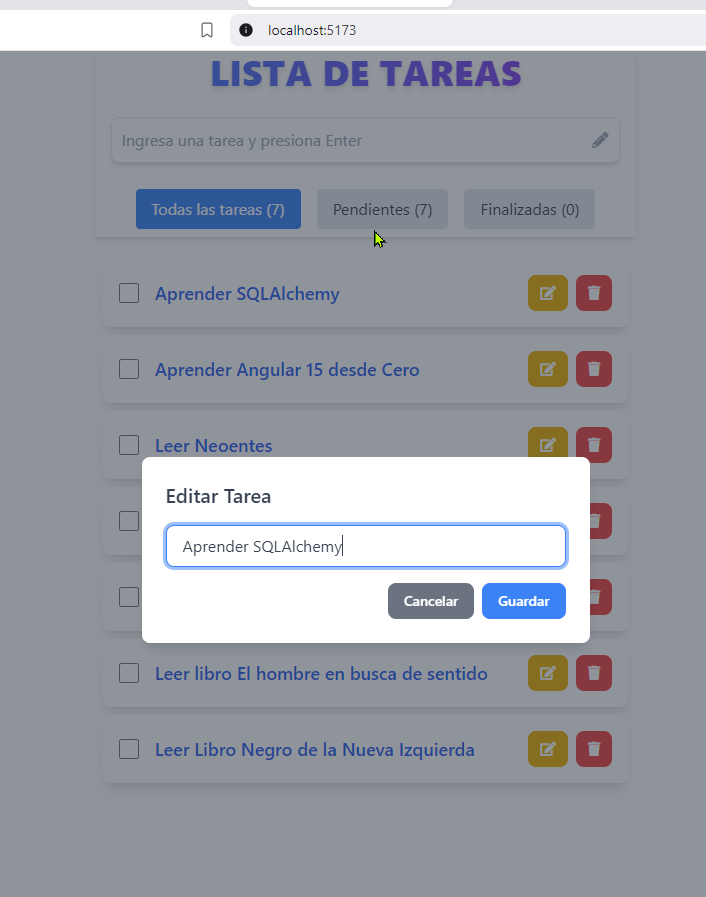 localhost:5173
LISTA DE TAREAS
Ingresa una tarea y presiona Enter
Todas las tareas (7) Pendientes (7) Finalizadas (0)
Aprender SQLAlchemy
Aprender Angular 15 desde Cero
Leer Neoentes
Editar Tarea
Aprender SQLAlchemy
Cancelar Guardar
Leer libro El hombre en busca de sentido
Leer Libro Negro de la Nueva Izquierda